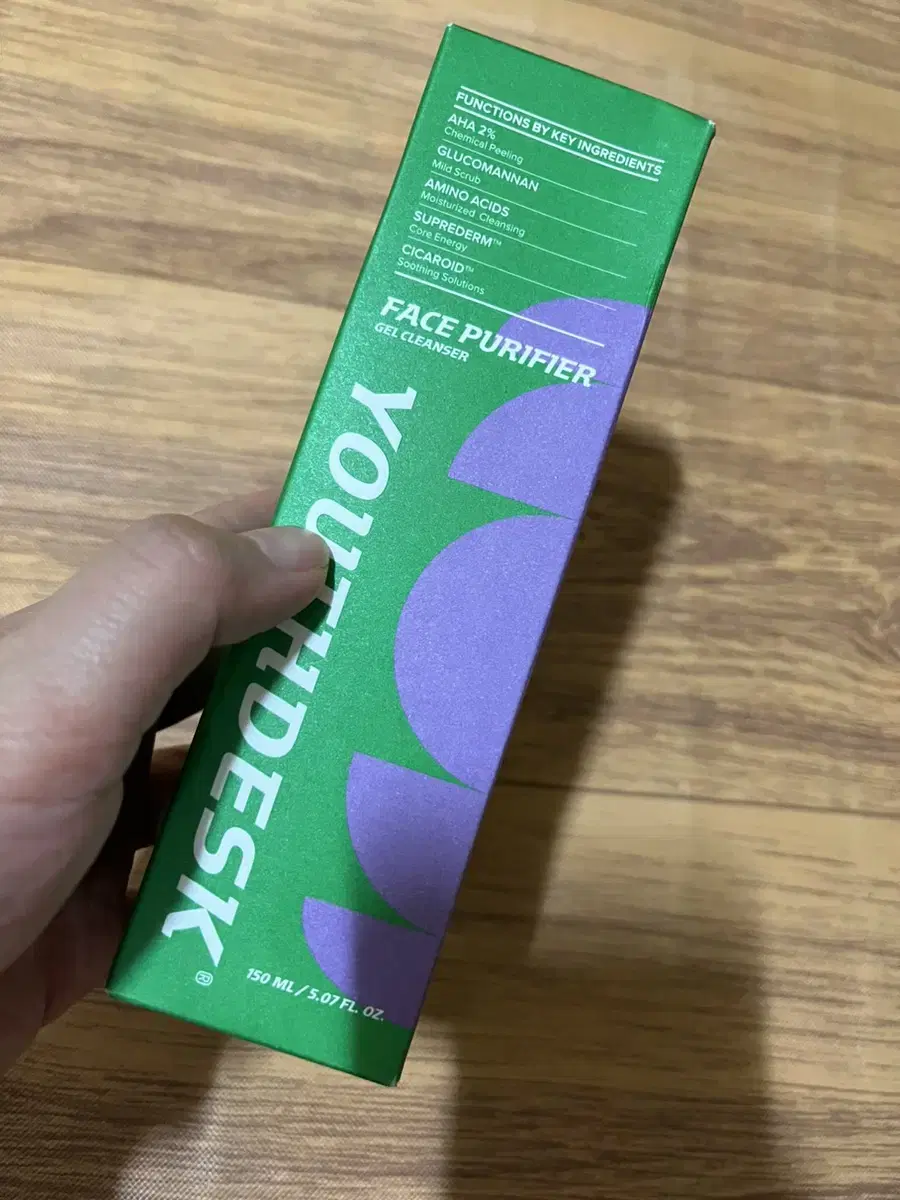 FUNCTIONS BY KEY INGREDIENTS
AHA 2%
Chemical Peeling
GLUCOMANNAN
Mild Scrub
AMINO ACIDS
Moisturized Cleansing
SUPREDERM™
Core Energy
CICAROID™
Soothing Solutions
FACE PURIFIER
GEL CLEANSER
YOUTHDESK
150 ML / 5.07 FL. OZ.